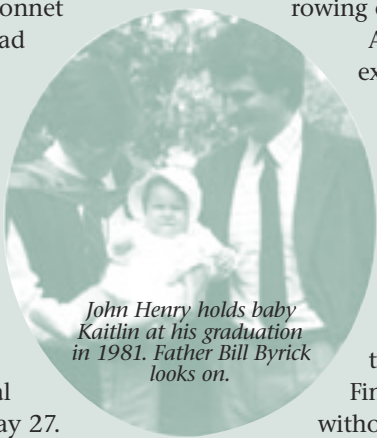 onnet
ad
rowing
ex
John Henry holds baby
Kaitlin at his graduation
in 1981. Father Bill Byrick
looks on.
al
ay 27.
t
Fin
witho